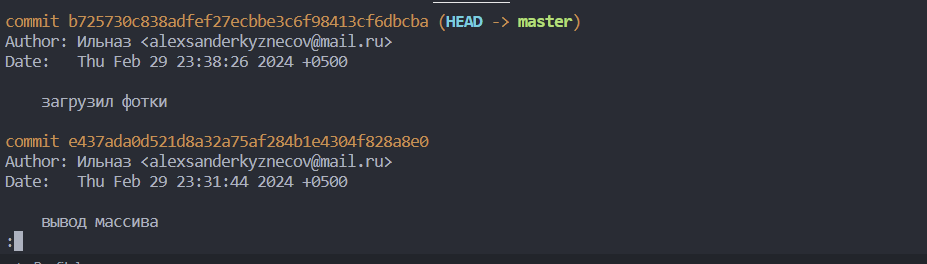 commit b725730c838adfef27ecbbe3c6f98413cf6dbcba (HEAD -> master)
Author: Ильназ <alexsanderkyznecov@mail.ru>
Date:   Thu Feb 29 23:38:26 2024 +0500
загрузил фотки
commit e437ada0d521d8a32a75af284b1e4304f828a8e0
Author: Ильназ <alexsanderkyznecov@mail.ru>
Date:   Thu Feb 29 23:31:44 2024 +0500
вывод массива
: